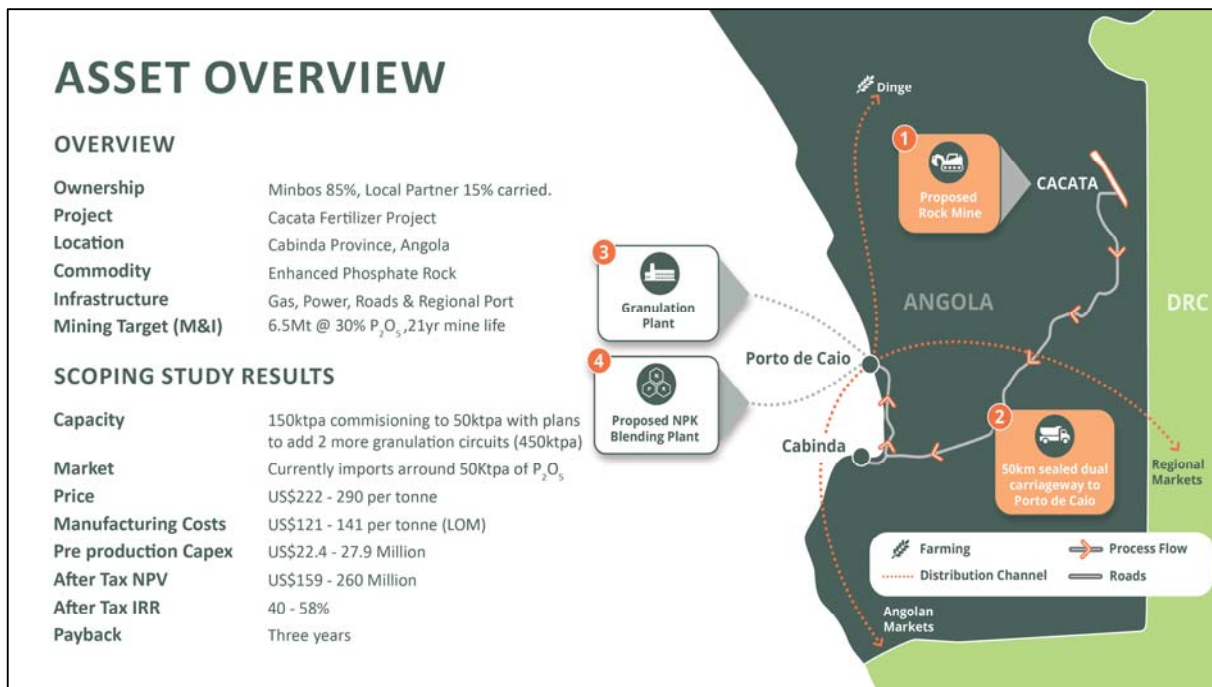 ASSET OVERVIEW
OVERVIEW
Ownership Minbos 85%, Local Partner 15% carried.
Project Cacata Fertilizer Project
Location Cabinda Province, Angola
Commodity Enhanced Phosphate Rock
Infrastructure Gas, Power, Roads & Regional Port
Mining Target (M&I) 6.5Mt @ 30% P₂O₅ ,21yr mine life
SCOPING STUDY RESULTS
Capacity 150ktpa commisioning to 50ktpa with plans
to add 2 more granulation circuits (450ktpa)
Market Currently imports arround 50Ktpa of P₂O₅
Price US$222 - 290 per tonne
Manufacturing Costs US$121 - 141 per tonne (LOM)
Pre production Capex US$22.4 - 27.9 Million
After Tax NPV US$159 - 260 Million
After Tax IRR 40 - 58%
Payback Three years
Dinge
1
Proposed
Rock Mine
CACATA
3
Granulation
Plant
ANGOLA
DRC
Porto de Caio
4
Proposed NPK
Blending Plant
Cabinda
2
50km sealed dual
carriageway to
Porto de Caio
Regional
Markets
Farming
Process Flow
Distribution Channel
Roads
Angolan
Markets